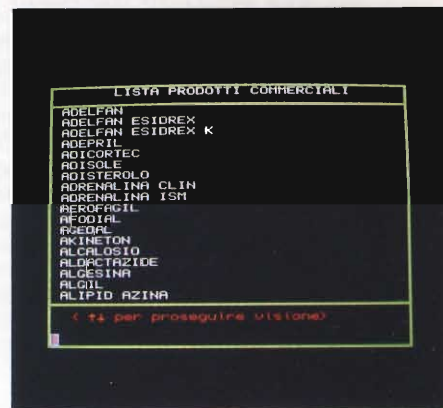 LISTA PRODOTTI COMMERCIALI
ADELFAN
ADELFAN ESIDREX
ADELFAN ESIDREX K
ADEPRIL
ADICORTEC
ADISOLE
ADISTEROLO
ADRENALINA CLIN
ADRENALINA ISM
AEROFAGIL
AFODIAL
AGEDAL
AKINETON
ALCALOSIO
ALDACTAZIDE
ALGESINA
ALGIL
ALIPID AZINA
< ↑↓ per proseguire visione>